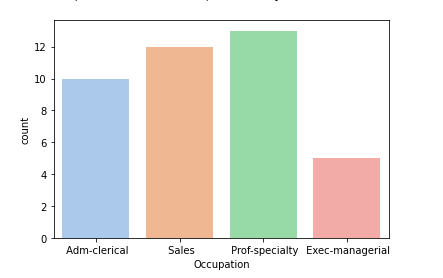 12
10
8
6
4
2
0
count
Adm-clerical Sales Prof-specialty Exec-managerial
Occupation